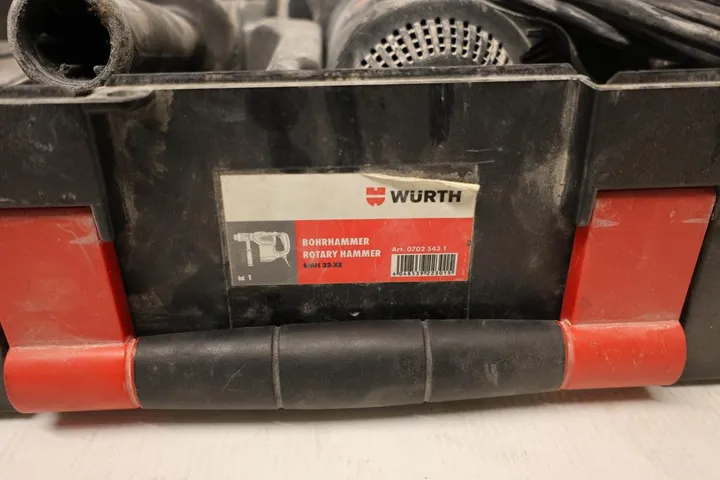 WÜRTH
BOHRHAMMER
ROTARY HAMMER
Art. 0702 343 1